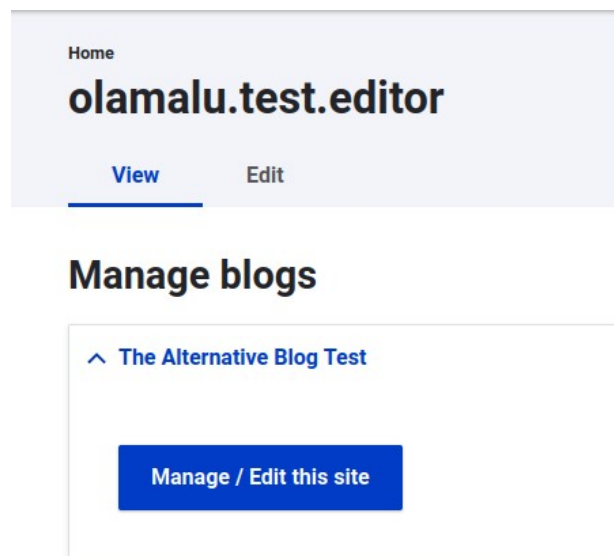 Home
olamalu.test.editor
View Edit
Manage blogs
The Alternative Blog Test
Manage / Edit this site